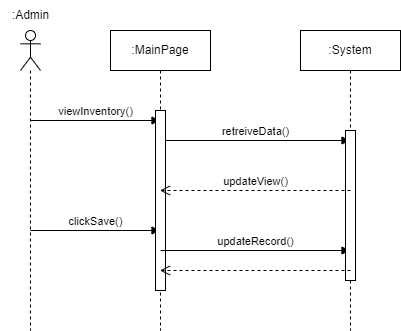 :Admin
:MainPage
:System
viewInventory()
retreiveData()
updateView()
clickSave()
updateRecord()